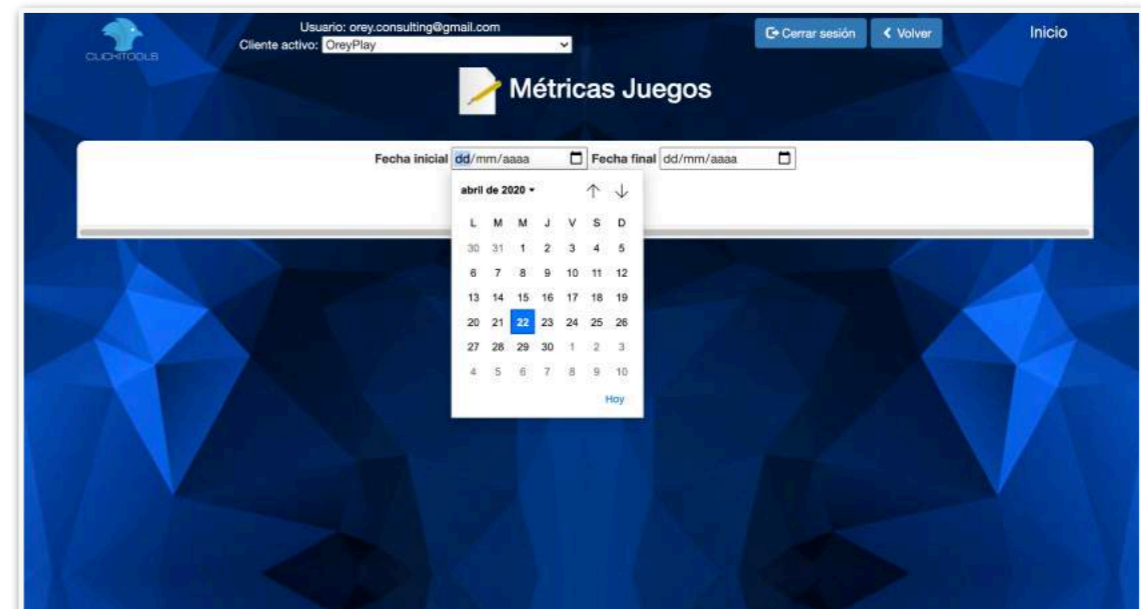 Usuario: orey.consulting@gmail.com
Cliente activo: OreyPlay
Cerrar sesión
Volver
Inicio
CLICKITOOLS
Métricas Juegos
Fecha inicial dd/mm/aaaa Fecha final dd/mm/aaaa
abril de 2020
L M M J V S D
30 31 1 2 3 4 5
6 7 8 9 10 11 12
13 14 15 16 17 18 19
20 21 22 23 24 25 26
27 28 29 30 1 2 3
4 5 6 7 8 9 10
Hoy